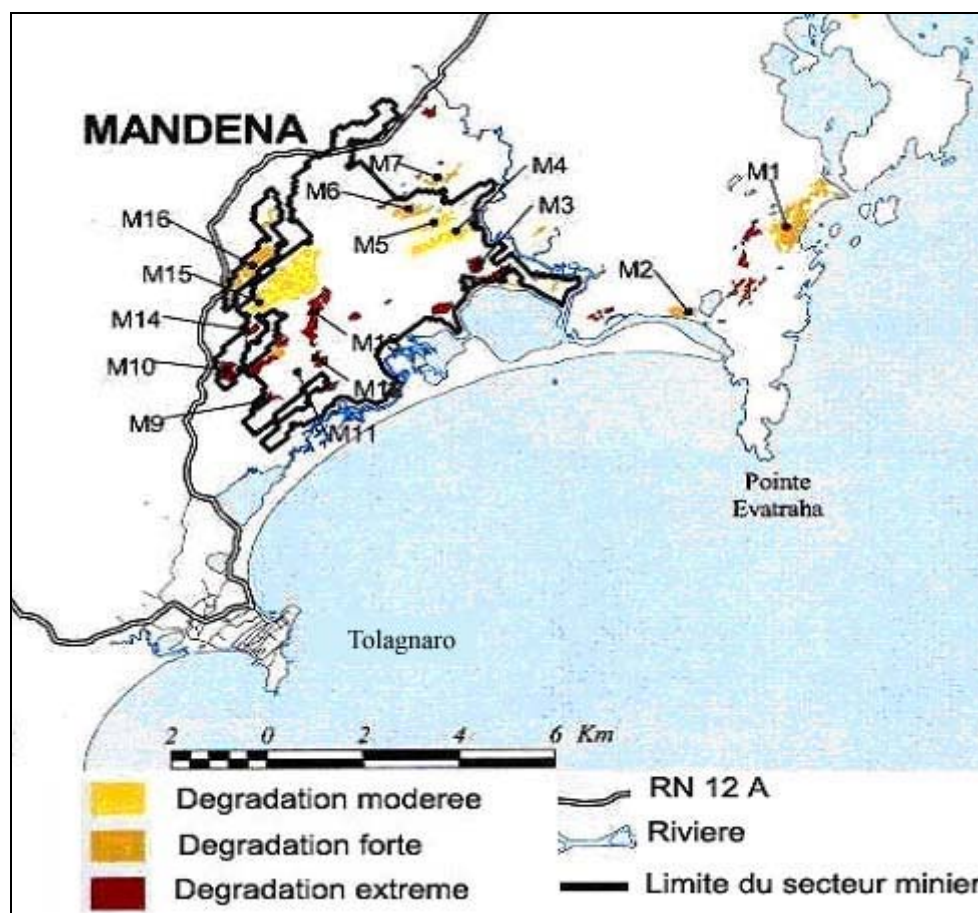 MANDENA
M7
M4
M6
M1
M3
M16
M5
M15
M2
M14
M13
M10
M12
M9
M11
Pointe
Evatraha
Tolagnaro
2 0 2 4 6 Km
Degradation moderee
RN 12 A
Degradation forte
Riviere
Degradation extreme
Limite du secteur minier